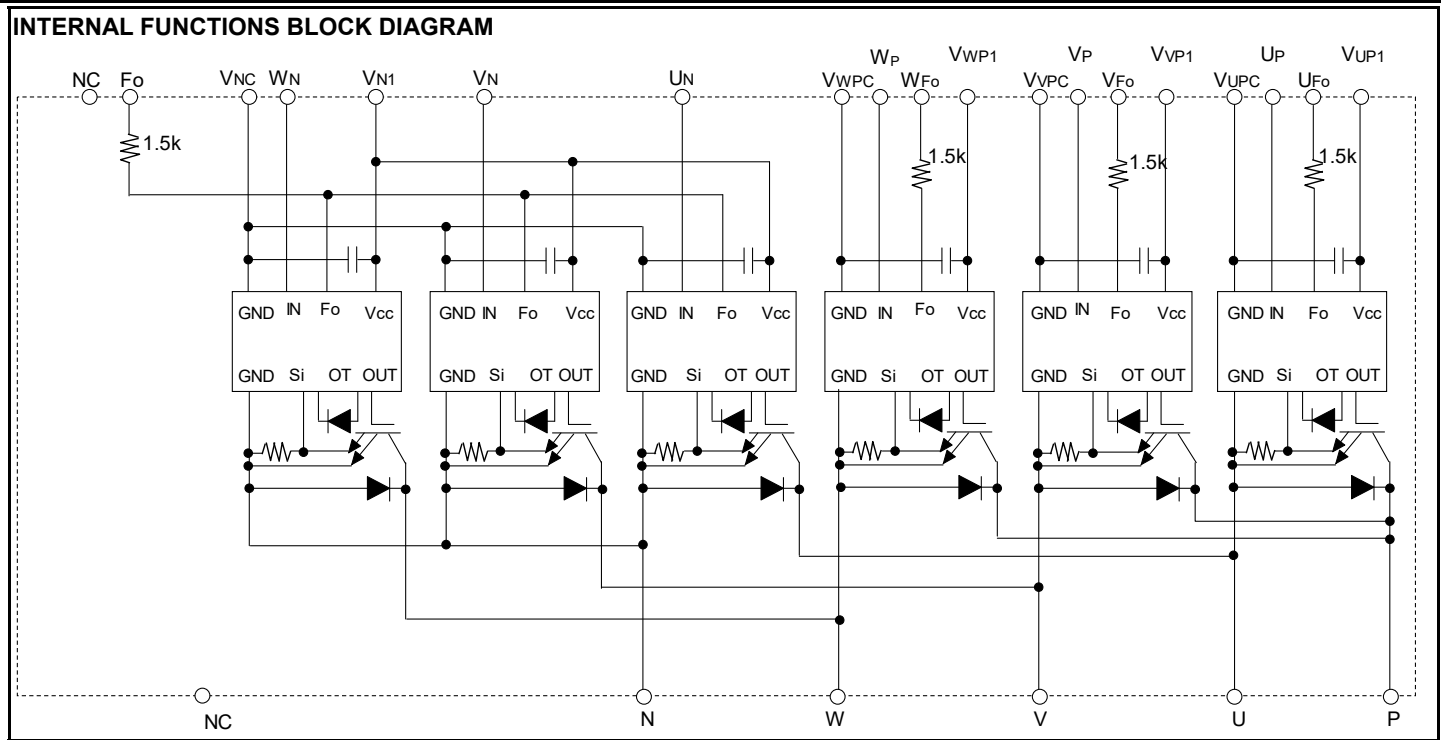 INTERNAL FUNCTIONS BLOCK DIAGRAM
NC Fo VNC WN VN1 VN UN VWPC WP WFo VWP1 VVPC VP VFo VVP1 VUPC UP UFo VUP1
1.5k 1.5k 1.5k 1.5k
GND IN Fo Vcc GND IN Fo Vcc GND IN Fo Vcc GND IN Fo Vcc GND IN Fo Vcc GND IN Fo Vcc
GND Si OT OUT GND Si OT OUT GND Si OT OUT GND Si OT OUT GND Si OT OUT GND Si OT OUT
NC N W V U P